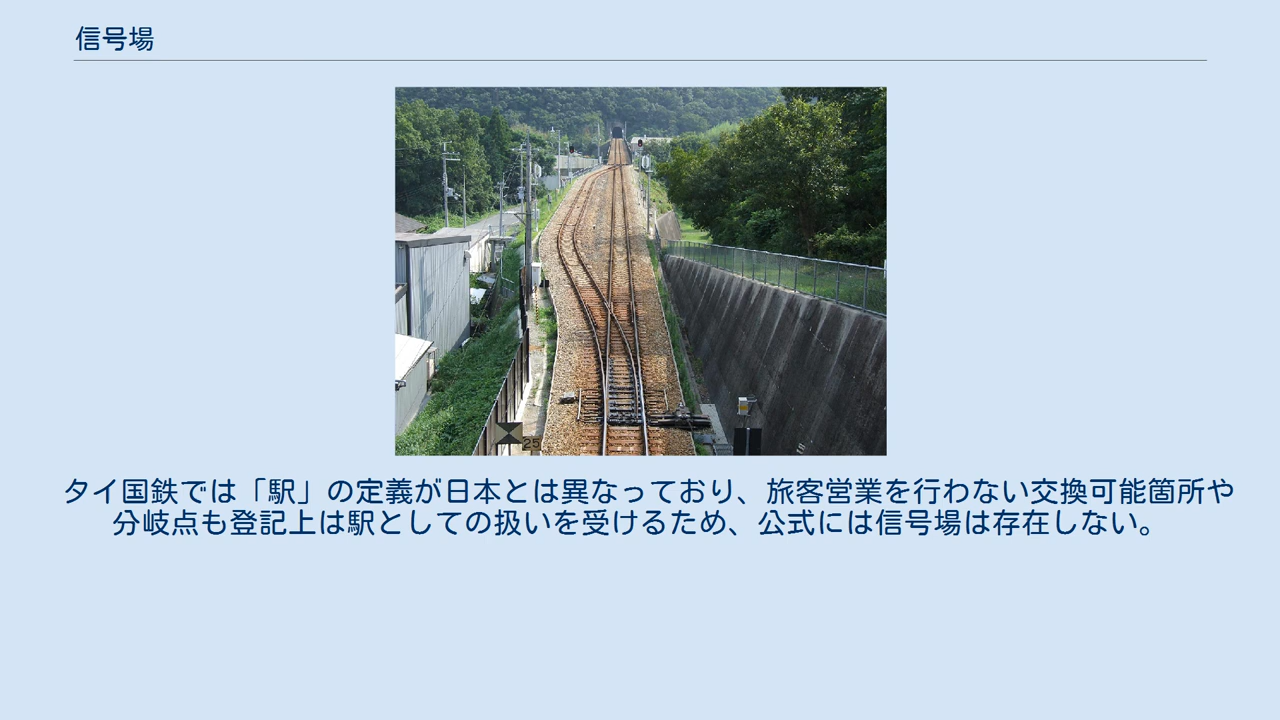 信号場
25
タイ国鉄では「駅」の定義が日本とは異なっており、旅客営業を行わない交換可能箇所や
分岐点も登記上は駅としての扱いを受けるため、公式には信号場は存在しない。